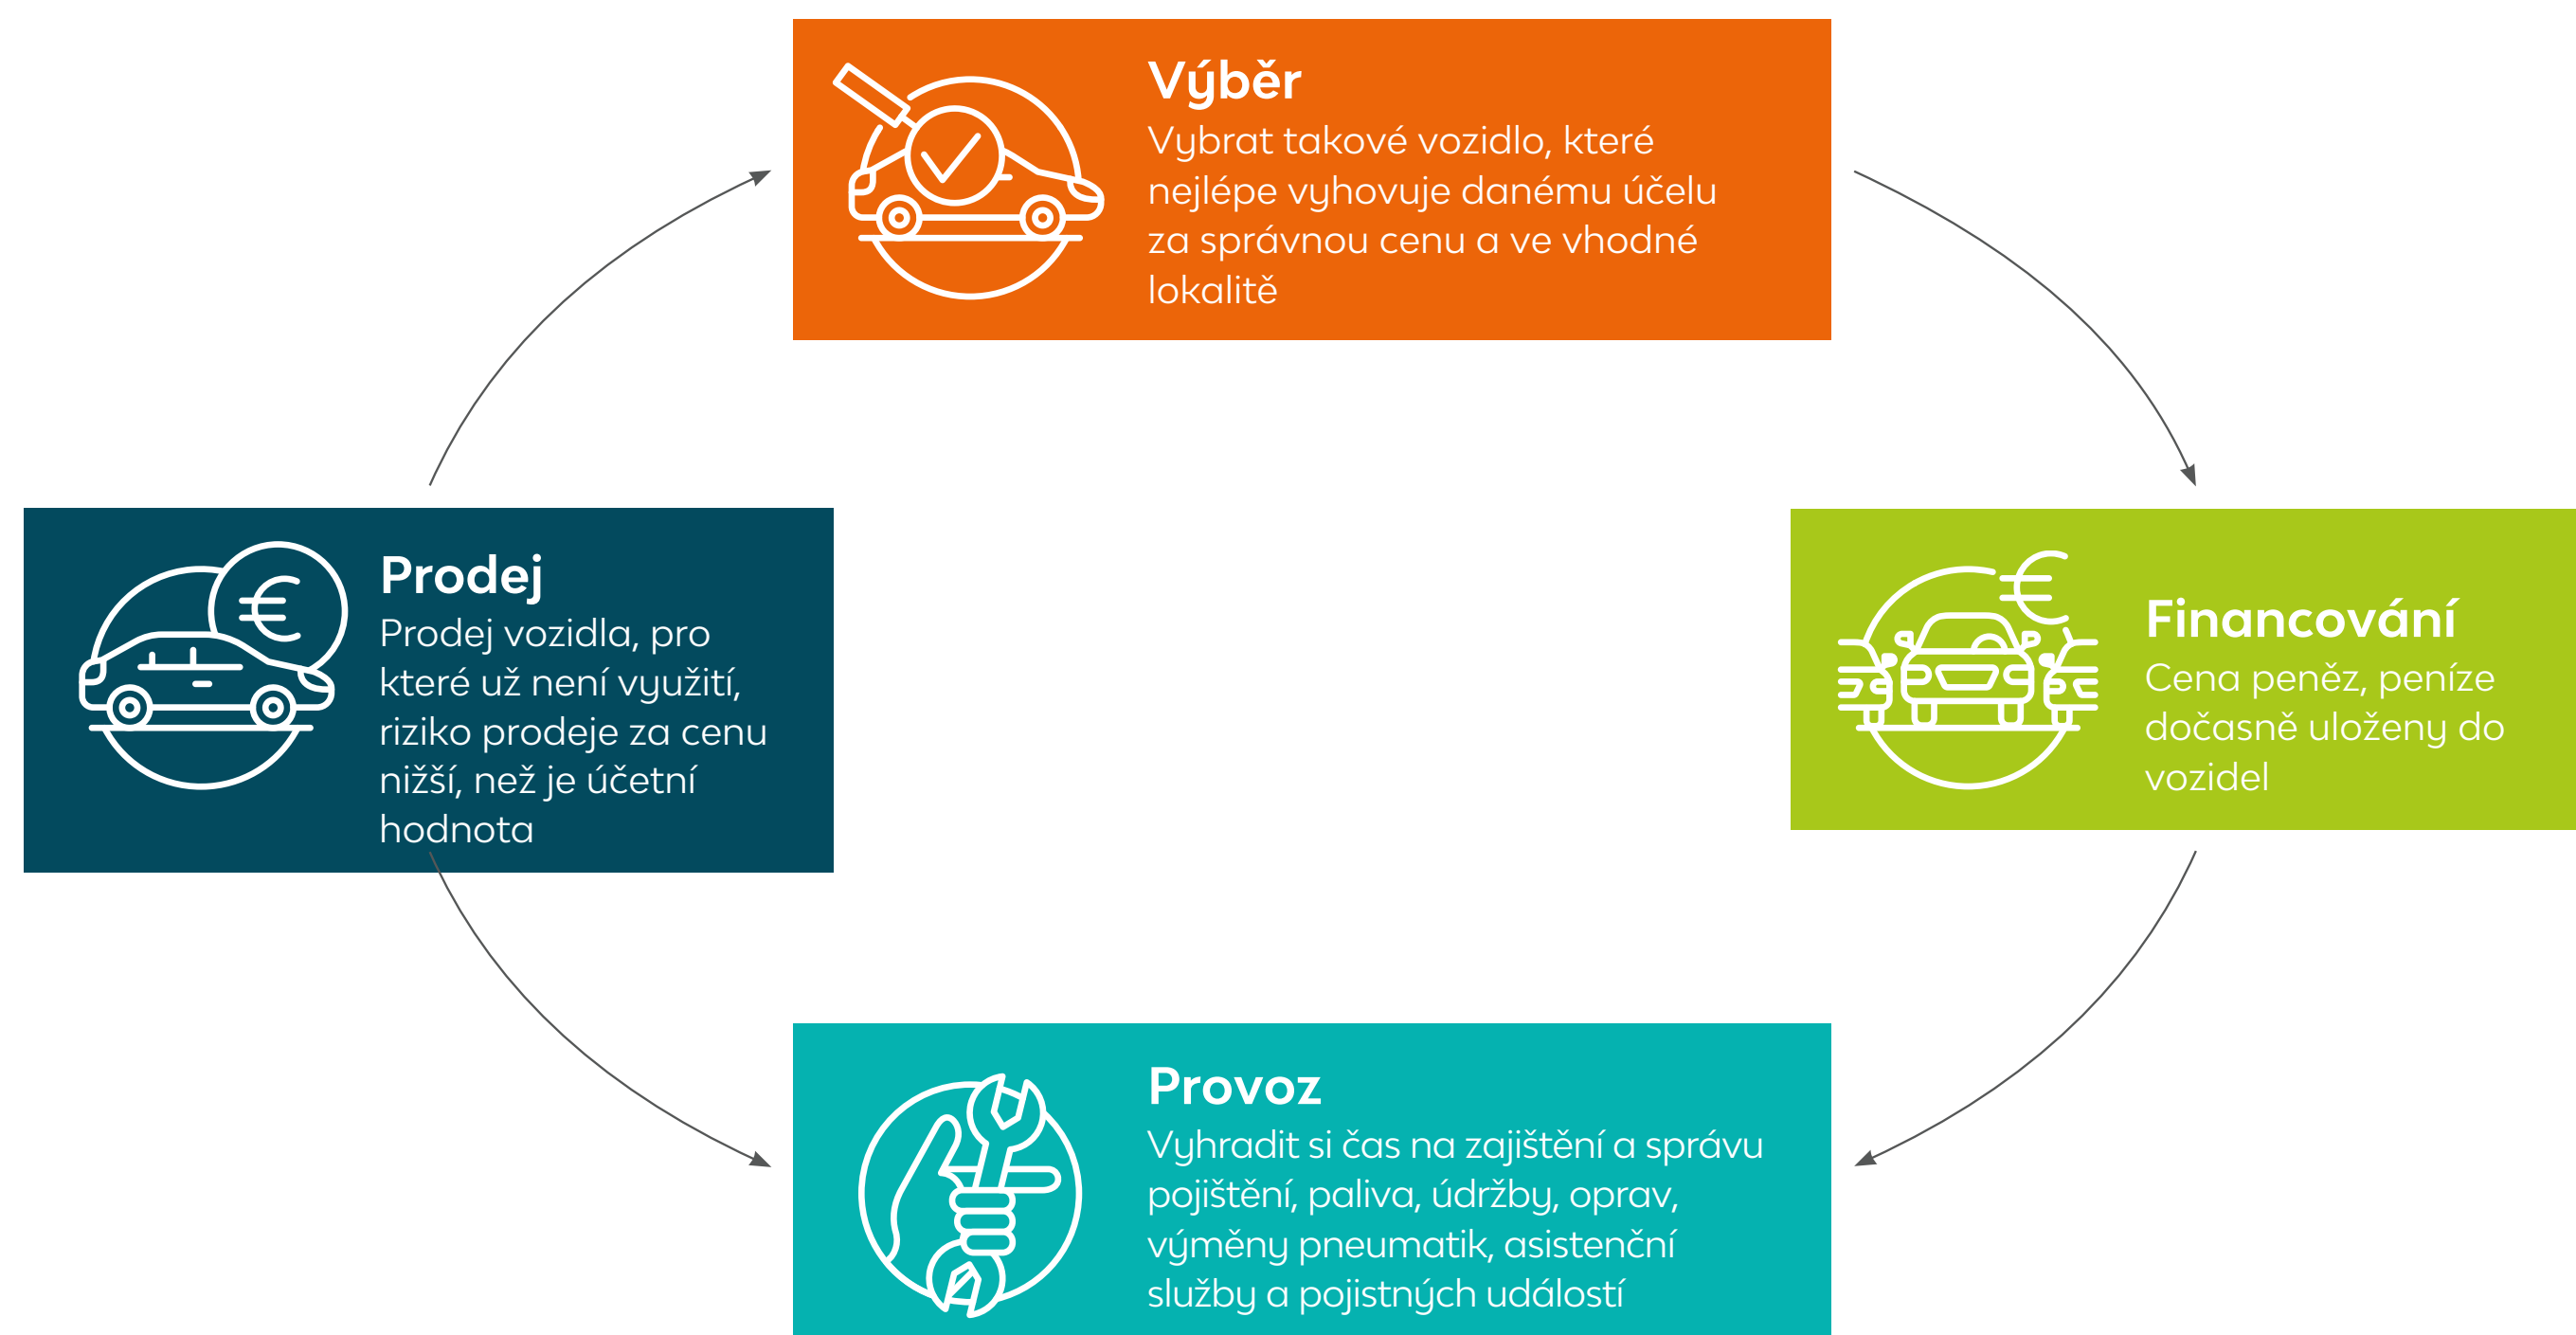 Výběr
Vybrat takové vozidlo, které
nejlépe vyhovuje danému účelu
za správnou cenu a ve vhodné
lokalitě
Prodej
Prodej vozidla, pro
které už není využití,
riziko prodeje za cenu
nižší, než je účetní
hodnota
€
Financování
Cena peněz, peníze
dočasně uloženy do
vozidel
€
Provoz
Vyhradit si čas na zajištění a správu
pojištění, paliva, údržby, oprav,
výměny pneumatik, asistenční
služby a pojistných událostí